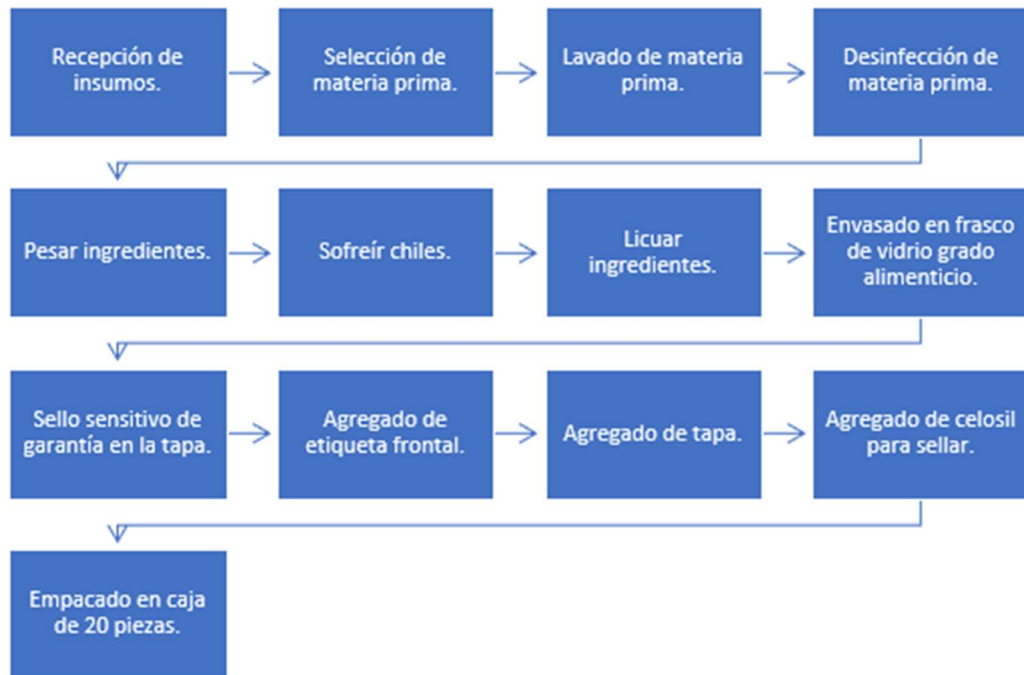 Recepción de
insumos.
Selección de
materia prima.
Lavado de materia
prima.
Desinfección de
materia prima.
Pesar ingredientes.
Sofreír chiles.
Licuar
ingredientes.
Envasado en frasco
de vidrio grado
alimenticio.
Sello sensitivo de
garantía en la tapa.
Agregado de
etiqueta frontal.
Agregado de tapa.
Agregado de celosil
para sellar.
Empacado en caja
de 20 piezas.